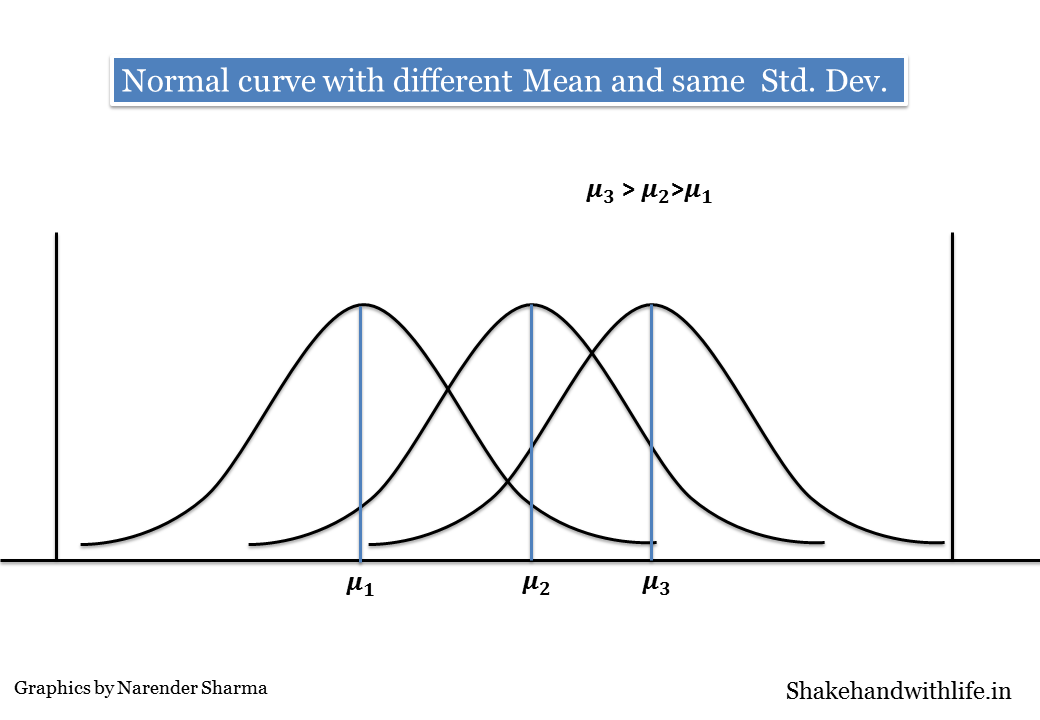 Normal curve with different Mean and same Std. Dev.
μ₃ > μ₂>μ₁
μ₁ μ₂ μ₃
Graphics by Narender Sharma
Shakehandwithlife.in